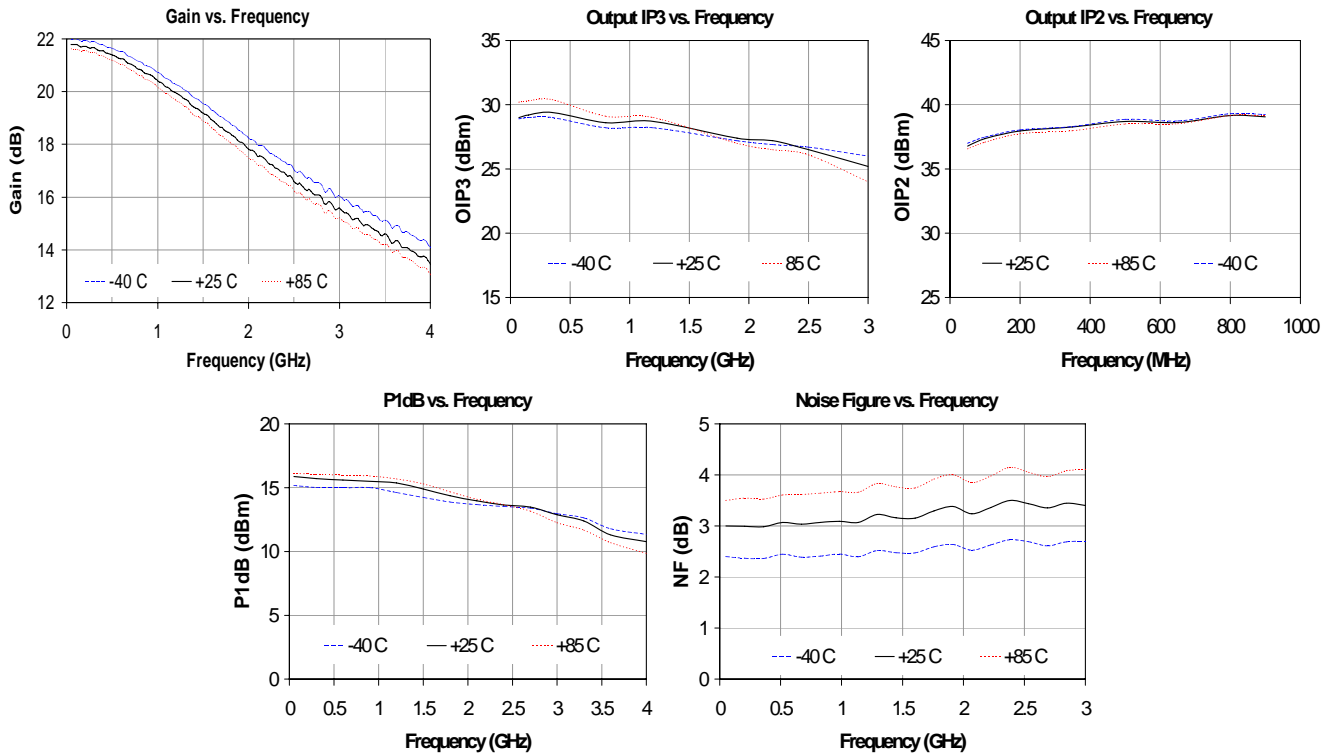 Gain vs. Frequency
22
20
18
16
14
12
Gain (dB)
-40 C +25 C +85 C
0 1 2 3 4
Frequency (GHz)
Output IP3 vs. Frequency
35
30
25
20
15
OIP3 (dBm)
-40 C +25 C 85 C
0 0.5 1 1.5 2 2.5 3
Frequency (GHz)
Output IP2 vs. Frequency
45
40
35
30
25
OIP2 (dBm)
+25 C +85 C -40 C
0 200 400 600 800 1000
Frequency (MHz)
P1dB vs. Frequency
20
15
10
5
0
P1dB (dBm)
-40 C +25 C +85 C
0 0.5 1 1.5 2 2.5 3 3.5 4
Frequency (GHz)
Noise Figure vs. Frequency
5
4
3
2
1
0
NF (dB)
-40 C +25 C +85 C
0 0.5 1 1.5 2 2.5 3
Frequency (GHz)